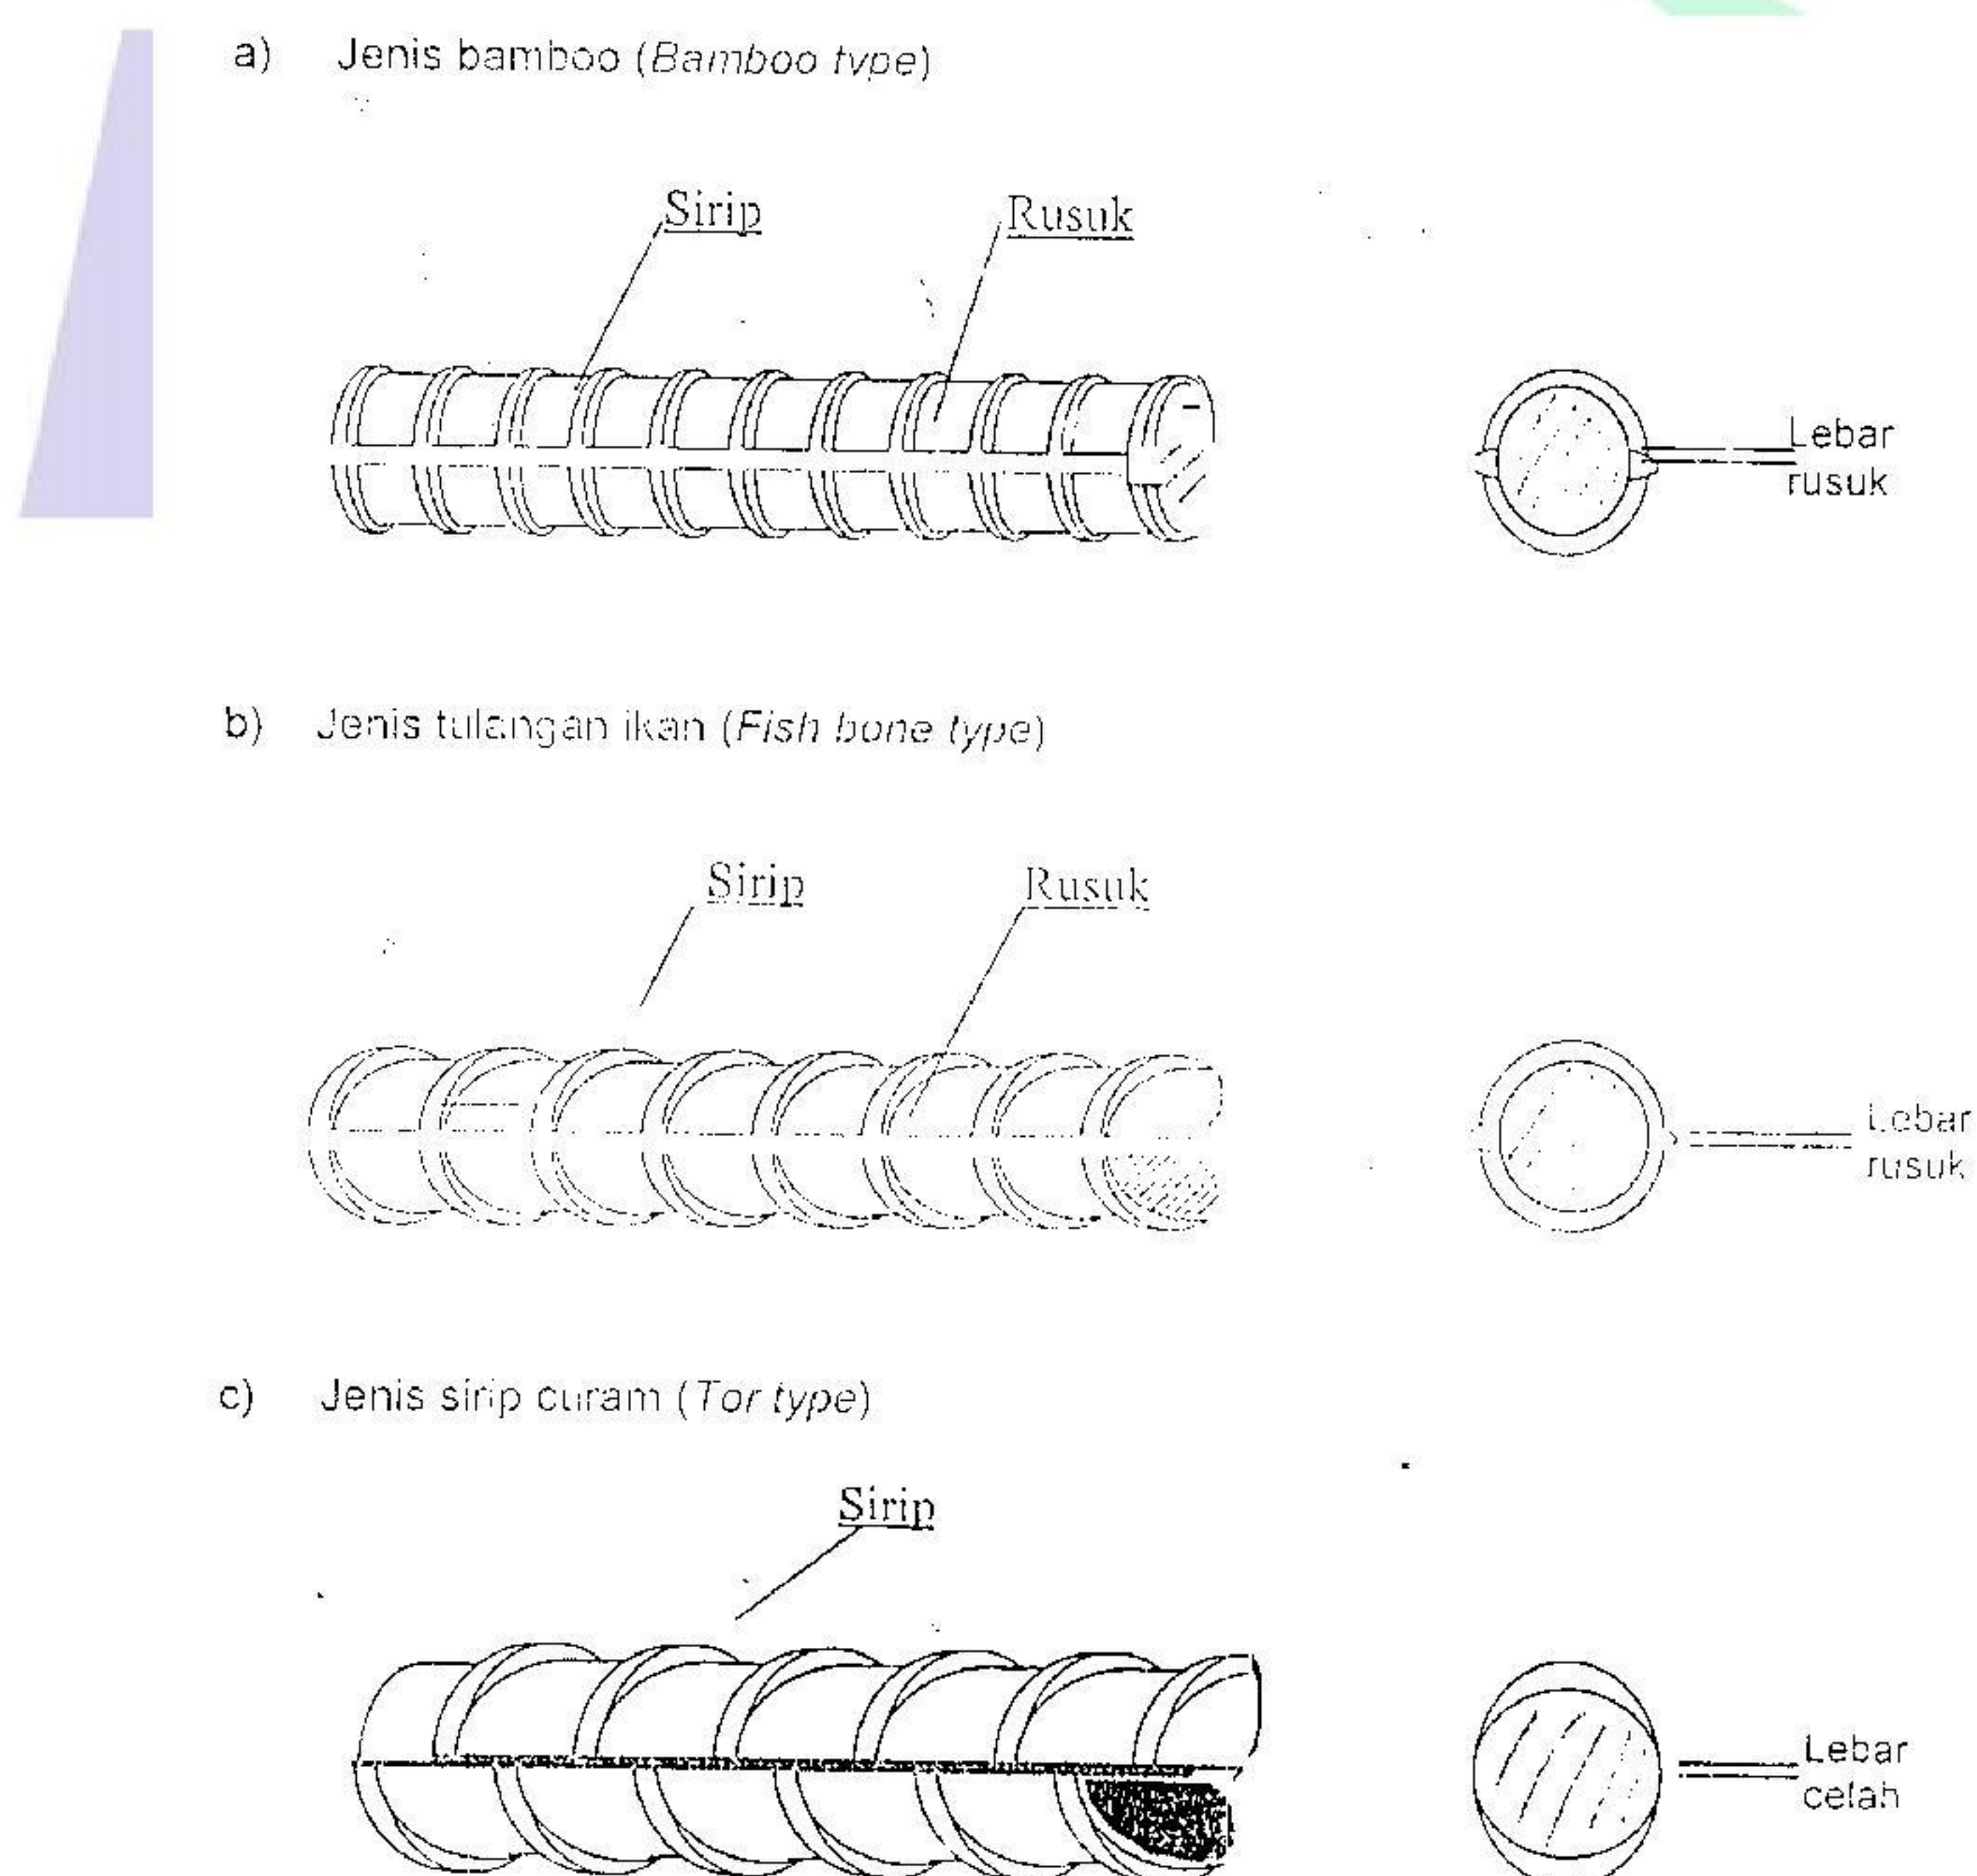 a) Jenis bamboo (Bamboo type)
Sirip
Rusuk
Lebar
rusuk
b) Jenis tulangan ikan (Fish bone type)
Sirip
Rusuk
Lebar
rusuk
c) Jenis sirip curam (Tor type)
Sirip
Lebar
celah